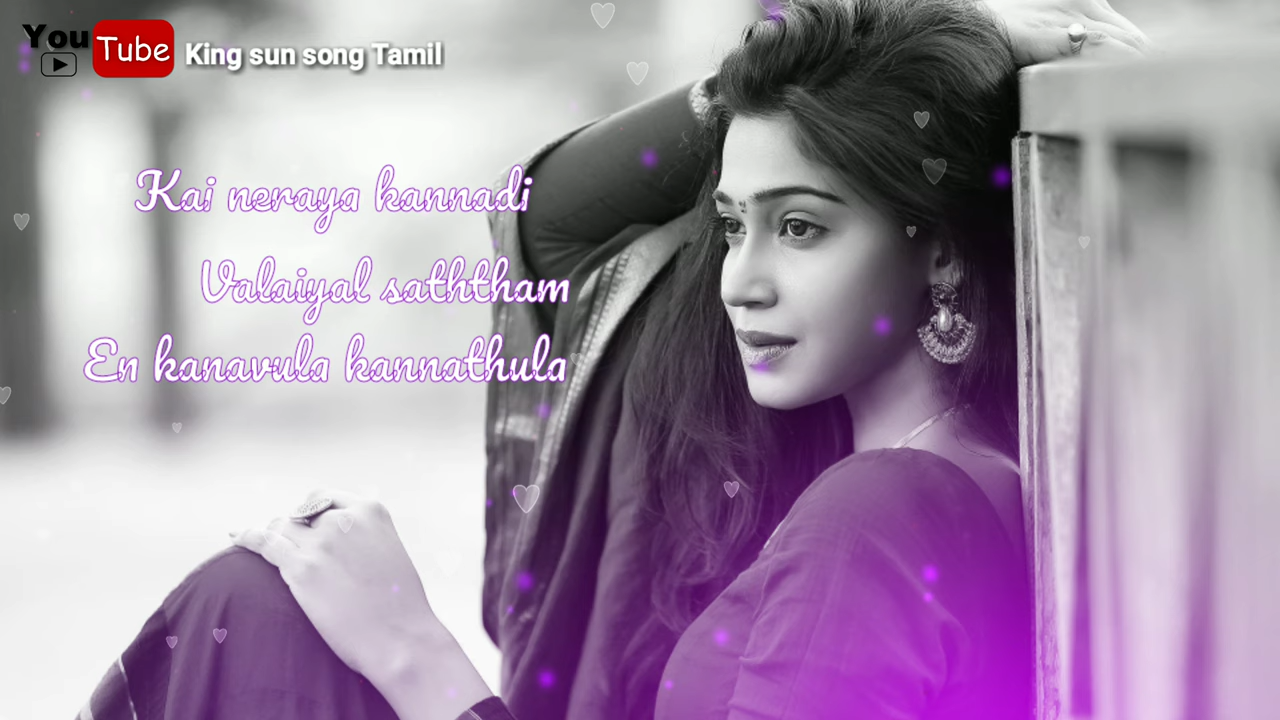 YouTube King sun song Tamil
Kai neraya kannadi
Valaiyal saththam
En kanavula kannathula